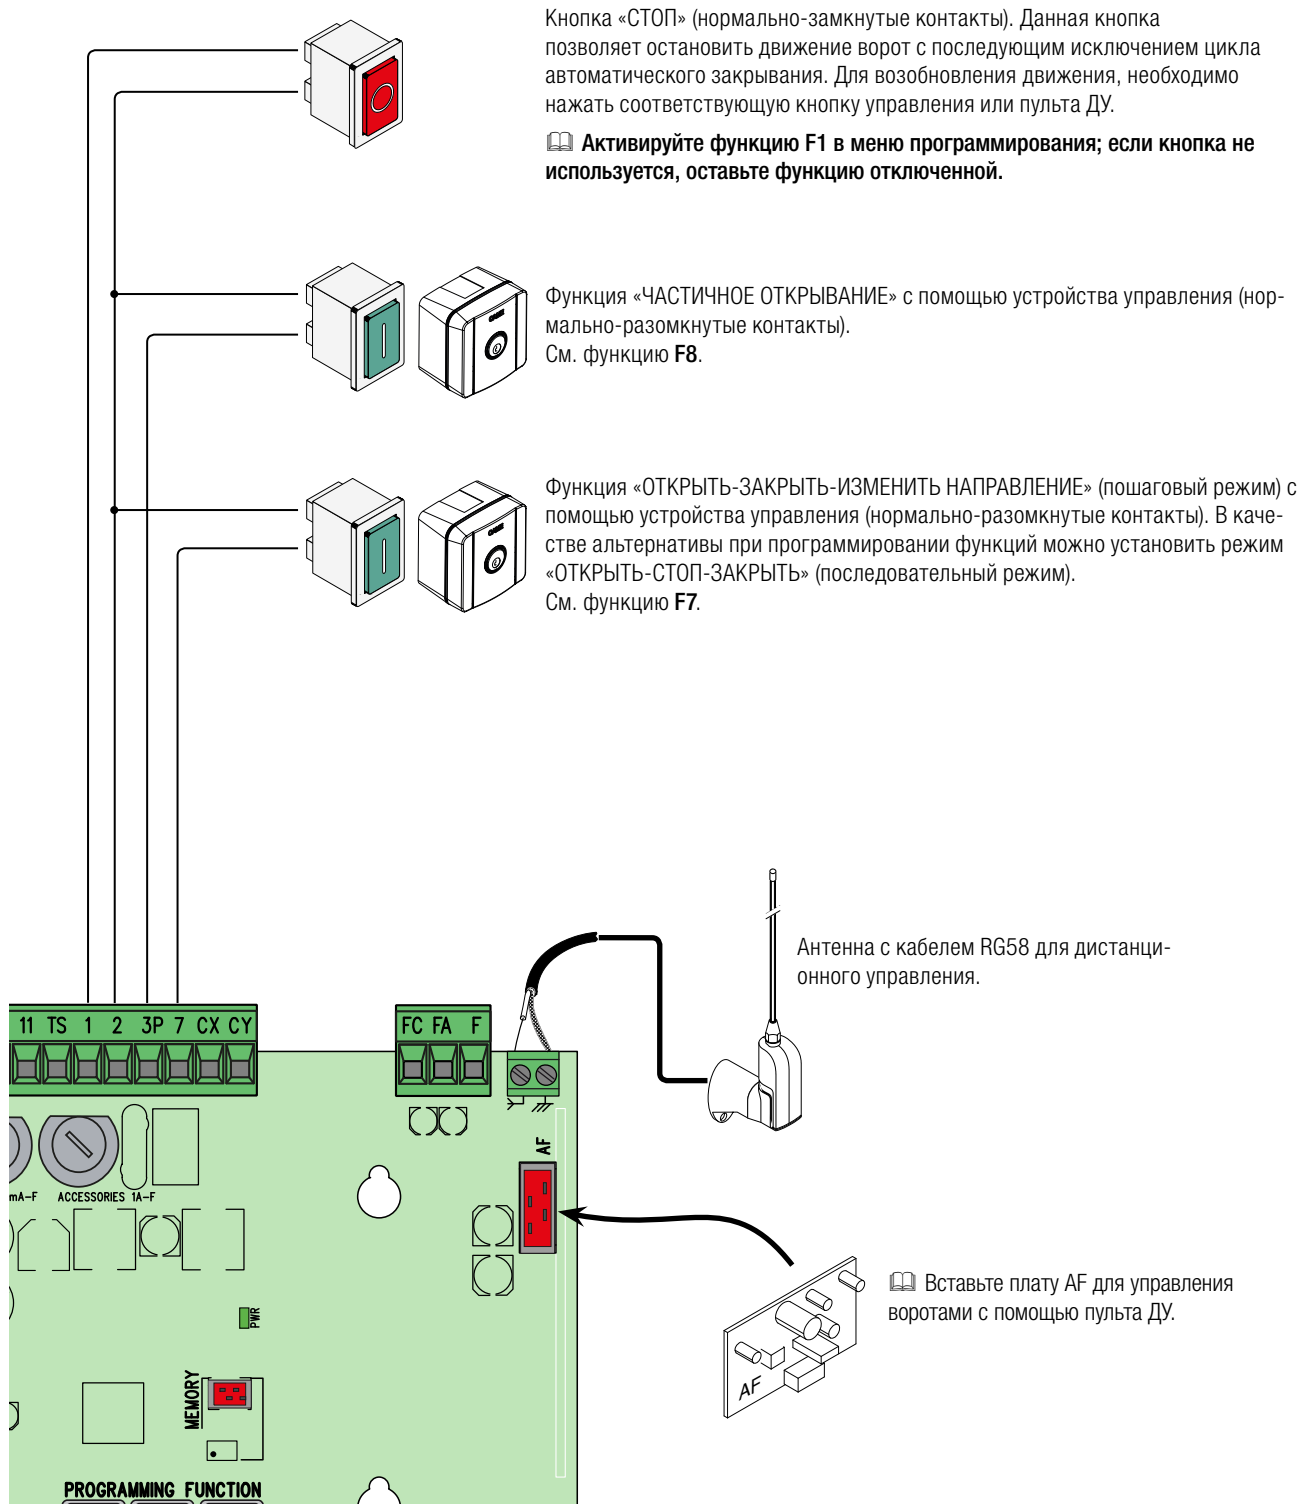 Кнопка «СТОП» (нормально-замкнутые контакты). Данная кнопка
позволяет остановить движение ворот с последующим исключением цикла
автоматического закрывания. Для возобновления движения, необходимо
нажать соответствующую кнопку управления или пульта ДУ.
Активируйте функцию F1 в меню программирования; если кнопка не
используется, оставьте функцию отключенной.
Функция «ЧАСТИЧНОЕ ОТКРЫВАНИЕ» с помощью устройства управления (нор-
мально-разомкнутые контакты).
См. функцию F8.
Функция «ОТКРЫТЬ-ЗАКРЫТЬ-ИЗМЕНИТЬ НАПРАВЛЕНИЕ» (пошаговый режим) с
помощью устройства управления (нормально-разомкнутые контакты). В каче-
стве альтернативы при программировании функций можно установить режим
«ОТКРЫТЬ-СТОП-ЗАКРЫТЬ» (последовательный режим).
См. функцию F7.
Антенна с кабелем RG58 для дистанци-
онного управления.
11 TS 1 2 3P 7 CX CY
FC FA F
AF
mA-F ACCESSORIES 1A-F
Вставьте плату AF для управления
воротами с помощью пульта ДУ.
PWR
AF
MEMORY
PROGRAMMING FUNCTION